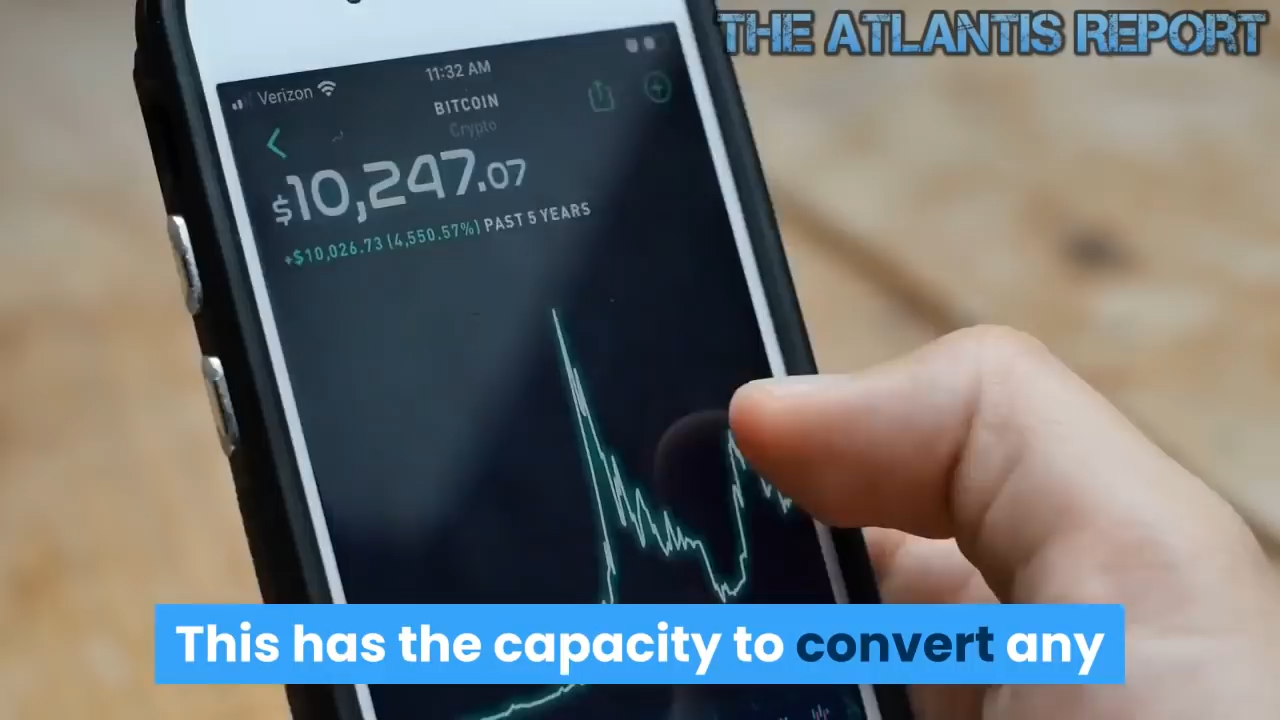 THE ATLANTIS REPORT
Verizon
11:32 AM
BITCOIN
Crypto
$10,247.07
+$10,026.73 (4,550.57%) PAST 5 YEARS
This has the capacity to convert any